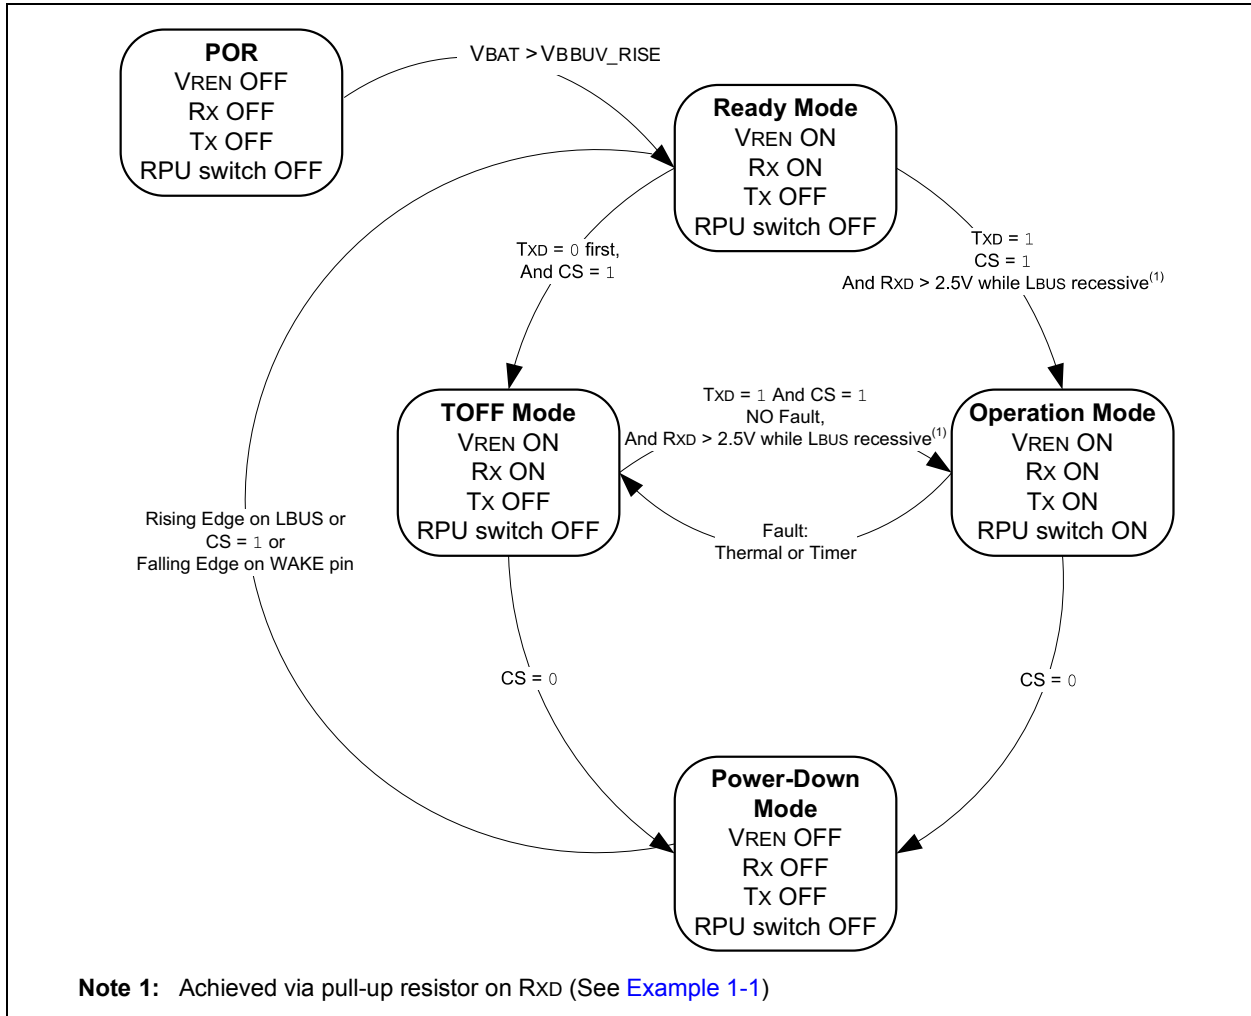 POR
VREN OFF
RX OFF
TX OFF
RPU switch OFF
VBAT > VBBUV_RISE
Ready Mode
VREN ON
RX ON
TX OFF
RPU switch OFF
TXD = 0 first,
And CS = 1
TXD = 1
CS = 1
And RXD > 2.5V while LBUS recessive(1)
TOFF Mode
VREN ON
RX ON
TX OFF
RPU switch OFF
TXD = 1 And CS = 1
NO Fault,
And RXD > 2.5V while LBUS recessive(1)
Fault:
Thermal or Timer
Operation Mode
VREN ON
RX ON
TX ON
RPU switch ON
Rising Edge on LBUS or
CS = 1 or
Falling Edge on WAKE pin
CS = 0
CS = 0
Power-Down
Mode
VREN OFF
RX OFF
TX OFF
RPU switch OFF
Note 1: Achieved via pull-up resistor on RXD (See Example 1-1)